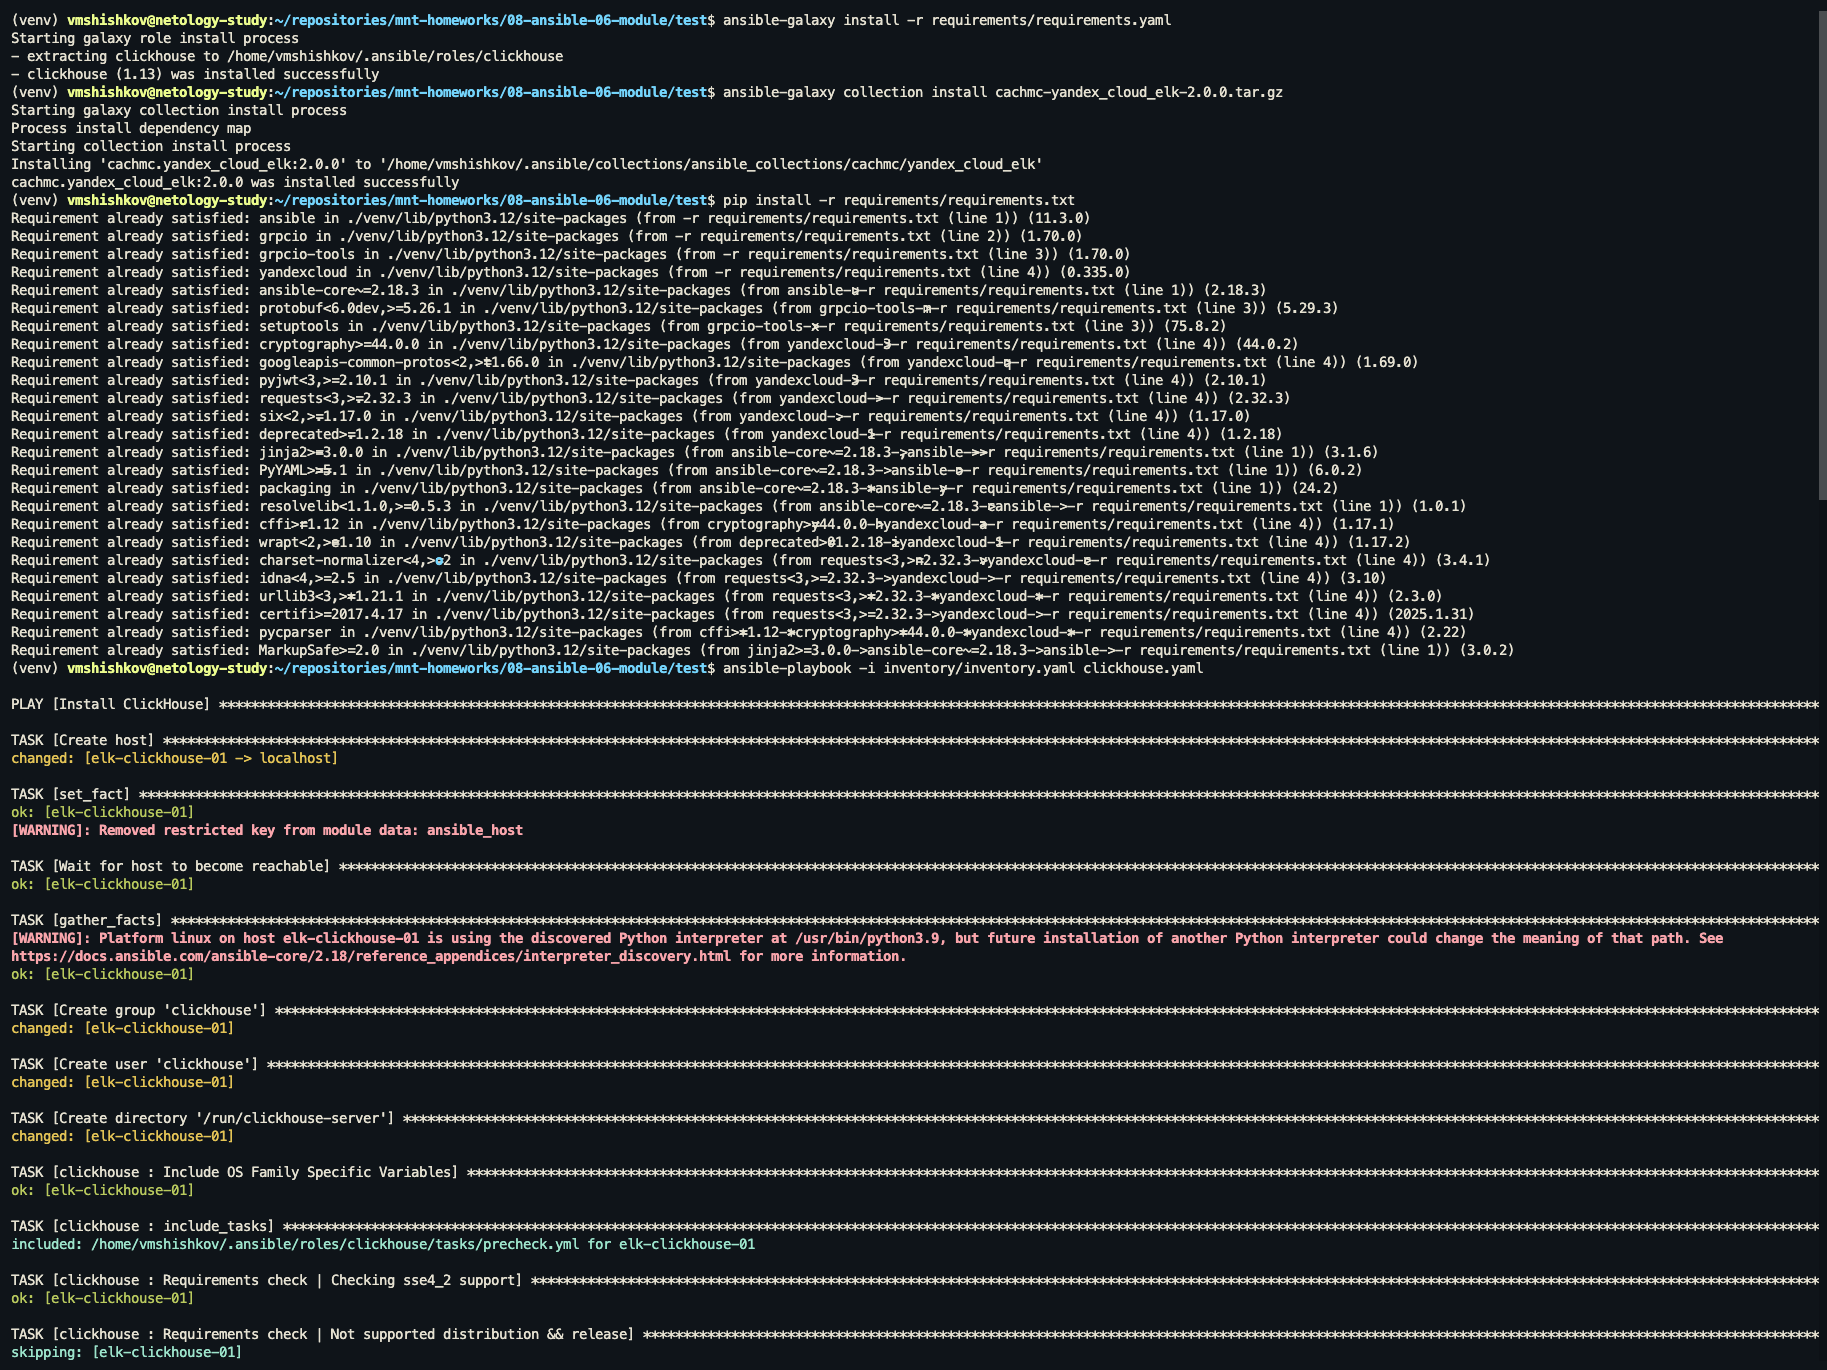 (venv) vmshishkov@netology-study:~/repositories/mnt-homeworks/08-ansible-06-module/test$ ansible-galaxy install -r requirements/requirements.yaml
Starting galaxy role install process
- extracting clickhouse to /home/vmshishkov/.ansible/roles/clickhouse
- clickhouse (1.13) was installed successfully
(venv) vmshishkov@netology-study:~/repositories/mnt-homeworks/08-ansible-06-module/test$ ansible-galaxy collection install cachmc-yandex_cloud_elk-2.0.0.tar.gz
Starting galaxy collection install process
Process install dependency map
Starting collection install process
Installing 'cachmc.yandex_cloud_elk:2.0.0' to '/home/vmshishkov/.ansible/collections/ansible_collections/cachmc/yandex_cloud_elk'
cachmc.yandex_cloud_elk:2.0.0 was installed successfully
(venv) vmshishkov@netology-study:~/repositories/mnt-homeworks/08-ansible-06-module/test$ pip install -r requirements/requirements.txt
Requirement already satisfied: ansible in ./venv/lib/python3.12/site-packages (from -r requirements/requirements.txt (line 1)) (11.3.0)
Requirement already satisfied: grpcio in ./venv/lib/python3.12/site-packages (from -r requirements/requirements.txt (line 2)) (1.70.0)
Requirement already satisfied: grpcio-tools in ./venv/lib/python3.12/site-packages (from -r requirements/requirements.txt (line 3)) (1.70.0)
Requirement already satisfied: yandexcloud in ./venv/lib/python3.12/site-packages (from -r requirements/requirements.txt (line 4)) (0.335.0)
Requirement already satisfied: ansible-core~=2.18.3 in ./venv/lib/python3.12/site-packages (from ansible->-r requirements/requirements.txt (line 1)) (2.18.3)
Requirement already satisfied: protobuf<6.0dev,>=5.26.1 in ./venv/lib/python3.12/site-packages (from grpcio-tools->-r requirements/requirements.txt (line 3)) (5.29.3)
Requirement already satisfied: setuptools in ./venv/lib/python3.12/site-packages (from grpcio-tools->-r requirements/requirements.txt (line 3)) (75.8.2)
Requirement already satisfied: cryptography>=44.0.0 in ./venv/lib/python3.12/site-packages (from yandexcloud->-r requirements/requirements.txt (line 4)) (44.0.2)
Requirement already satisfied: googleapis-common-protos<2,>=1.66.0 in ./venv/lib/python3.12/site-packages (from yandexcloud->-r requirements/requirements.txt (line 4)) (1.69.0)
Requirement already satisfied: pyjwt<3,>=2.10.1 in ./venv/lib/python3.12/site-packages (from yandexcloud->-r requirements/requirements.txt (line 4)) (2.10.1)
Requirement already satisfied: requests<3,>=2.32.3 in ./venv/lib/python3.12/site-packages (from yandexcloud->-r requirements/requirements.txt (line 4)) (2.32.3)
Requirement already satisfied: six<2,>=1.17.0 in ./venv/lib/python3.12/site-packages (from yandexcloud->-r requirements/requirements.txt (line 4)) (1.17.0)
Requirement already satisfied: deprecated>=1.2.18 in ./venv/lib/python3.12/site-packages (from yandexcloud->-r requirements/requirements.txt (line 4)) (1.2.18)
Requirement already satisfied: jinja2>=3.0.0 in ./venv/lib/python3.12/site-packages (from ansible-core~=2.18.3->ansible->-r requirements/requirements.txt (line 1)) (3.1.6)
Requirement already satisfied: PyYAML>=5.1 in ./venv/lib/python3.12/site-packages (from ansible-core~=2.18.3->ansible->-r requirements/requirements.txt (line 1)) (6.0.2)
Requirement already satisfied: packaging in ./venv/lib/python3.12/site-packages (from ansible-core~=2.18.3->ansible->-r requirements/requirements.txt (line 1)) (24.2)
Requirement already satisfied: resolvelib<1.1.0,>=0.5.3 in ./venv/lib/python3.12/site-packages (from ansible-core~=2.18.3->ansible->-r requirements/requirements.txt (line 1)) (1.0.1)
Requirement already satisfied: cffi>=1.12 in ./venv/lib/python3.12/site-packages (from cryptography>=44.0.0->yandexcloud->-r requirements/requirements.txt (line 4)) (1.17.1)
Requirement already satisfied: wrapt<2,>=1.10 in ./venv/lib/python3.12/site-packages (from deprecated>=1.2.18->yandexcloud->-r requirements/requirements.txt (line 4)) (1.17.2)
Requirement already satisfied: charset-normalizer<4,>=2 in ./venv/lib/python3.12/site-packages (from requests<3,>=2.32.3->yandexcloud->-r requirements/requirements.txt (line 4)) (3.4.1)
Requirement already satisfied: idna<4,>=2.5 in ./venv/lib/python3.12/site-packages (from requests<3,>=2.32.3->yandexcloud->-r requirements/requirements.txt (line 4)) (3.10)
Requirement already satisfied: urllib3<3,>=1.21.1 in ./venv/lib/python3.12/site-packages (from requests<3,>=2.32.3->yandexcloud->-r requirements/requirements.txt (line 4)) (2.3.0)
Requirement already satisfied: certifi>=2017.4.17 in ./venv/lib/python3.12/site-packages (from requests<3,>=2.32.3->yandexcloud->-r requirements/requirements.txt (line 4)) (2025.1.31)
Requirement already satisfied: pycparser in ./venv/lib/python3.12/site-packages (from cffi>=1.12->cryptography>=44.0.0->yandexcloud->-r requirements/requirements.txt (line 4)) (2.22)
Requirement already satisfied: MarkupSafe>=2.0 in ./venv/lib/python3.12/site-packages (from jinja2>=3.0.0->ansible-core~=2.18.3->ansible->-r requirements/requirements.txt (line 1)) (3.0.2)
(venv) vmshishkov@netology-study:~/repositories/mnt-homeworks/08-ansible-06-module/test$ ansible-playbook -i inventory/inventory.yaml clickhouse.yaml
PLAY [Install ClickHouse] ****
TASK [Create host] ****
changed: [elk-clickhouse-01 -> localhost]
TASK [set_fact] ****
ok: [elk-clickhouse-01]
[WARNING]: Removed restricted key from module data: ansible_host
TASK [Wait for host to become reachable] ****
ok: [elk-clickhouse-01]
TASK [gather_facts] ****
[WARNING]: Platform linux on host elk-clickhouse-01 is using the discovered Python interpreter at /usr/bin/python3.9, but future installation of another Python interpreter could change the meaning of that path. See
https://docs.ansible.com/ansible-core/2.18/reference_appendices/interpreter_discovery.html for more information.
ok: [elk-clickhouse-01]
TASK [Create group 'clickhouse'] ****
changed: [elk-clickhouse-01]
TASK [Create user 'clickhouse'] ****
changed: [elk-clickhouse-01]
TASK [Create directory '/run/clickhouse-server'] ****
changed: [elk-clickhouse-01]
TASK [clickhouse : Include OS Family Specific Variables] ****
ok: [elk-clickhouse-01]
TASK [clickhouse : include_tasks] ****
included: /home/vmshishkov/.ansible/roles/clickhouse/tasks/precheck.yml for elk-clickhouse-01
TASK [clickhouse : Requirements check | Checking sse4_2 support] ****
ok: [elk-clickhouse-01]
TASK [clickhouse : Requirements check | Not supported distribution && release] ****
skipping: [elk-clickhouse-01]